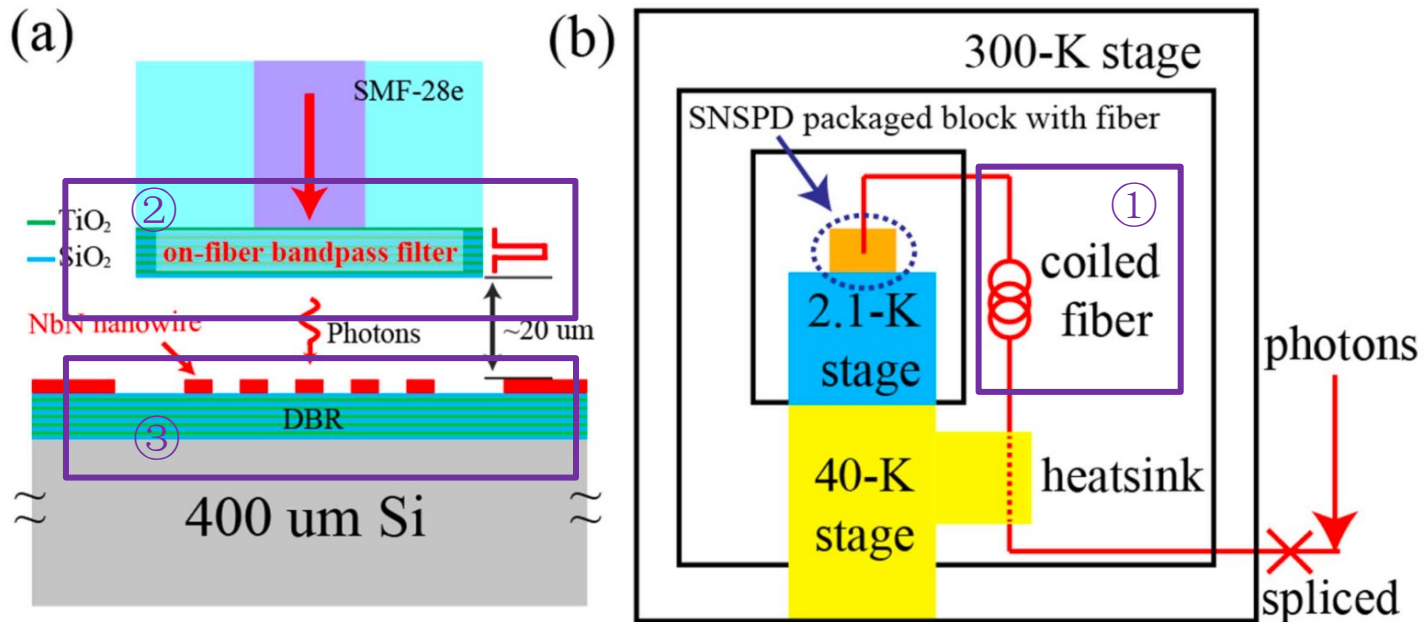 (a)
SMF-28e
②
TiO₂
SiO₂
on-fiber bandpass filter
NbN nanowire
Photons
~20 um
DBR
③
400 um Si
(b)
300-K stage
SNSPD packaged block with fiber
①
coiled
fiber
2.1-K
stage
photons
40-K
stage
heatsink
spliced